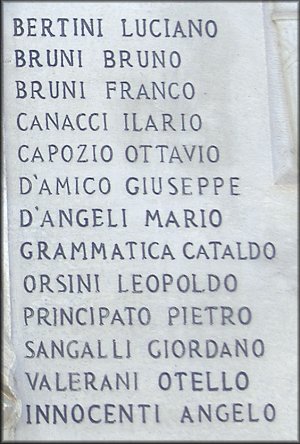 BERTINI LUCIANO
BRUNI BRUNO
BRUNI FRANCO
CANACCI ILARIO
CAPOZIO OTTAVIO
D'AMICO GIUSEPPE
D'ANGELI MARIO
GRAMMATICA CATALDO
ORSINI LEOPOLDO
PRINCIPATO PIETRO
SANGALLI GIORDANO
VALERANI OTELLO
INNOCENTI ANGELO